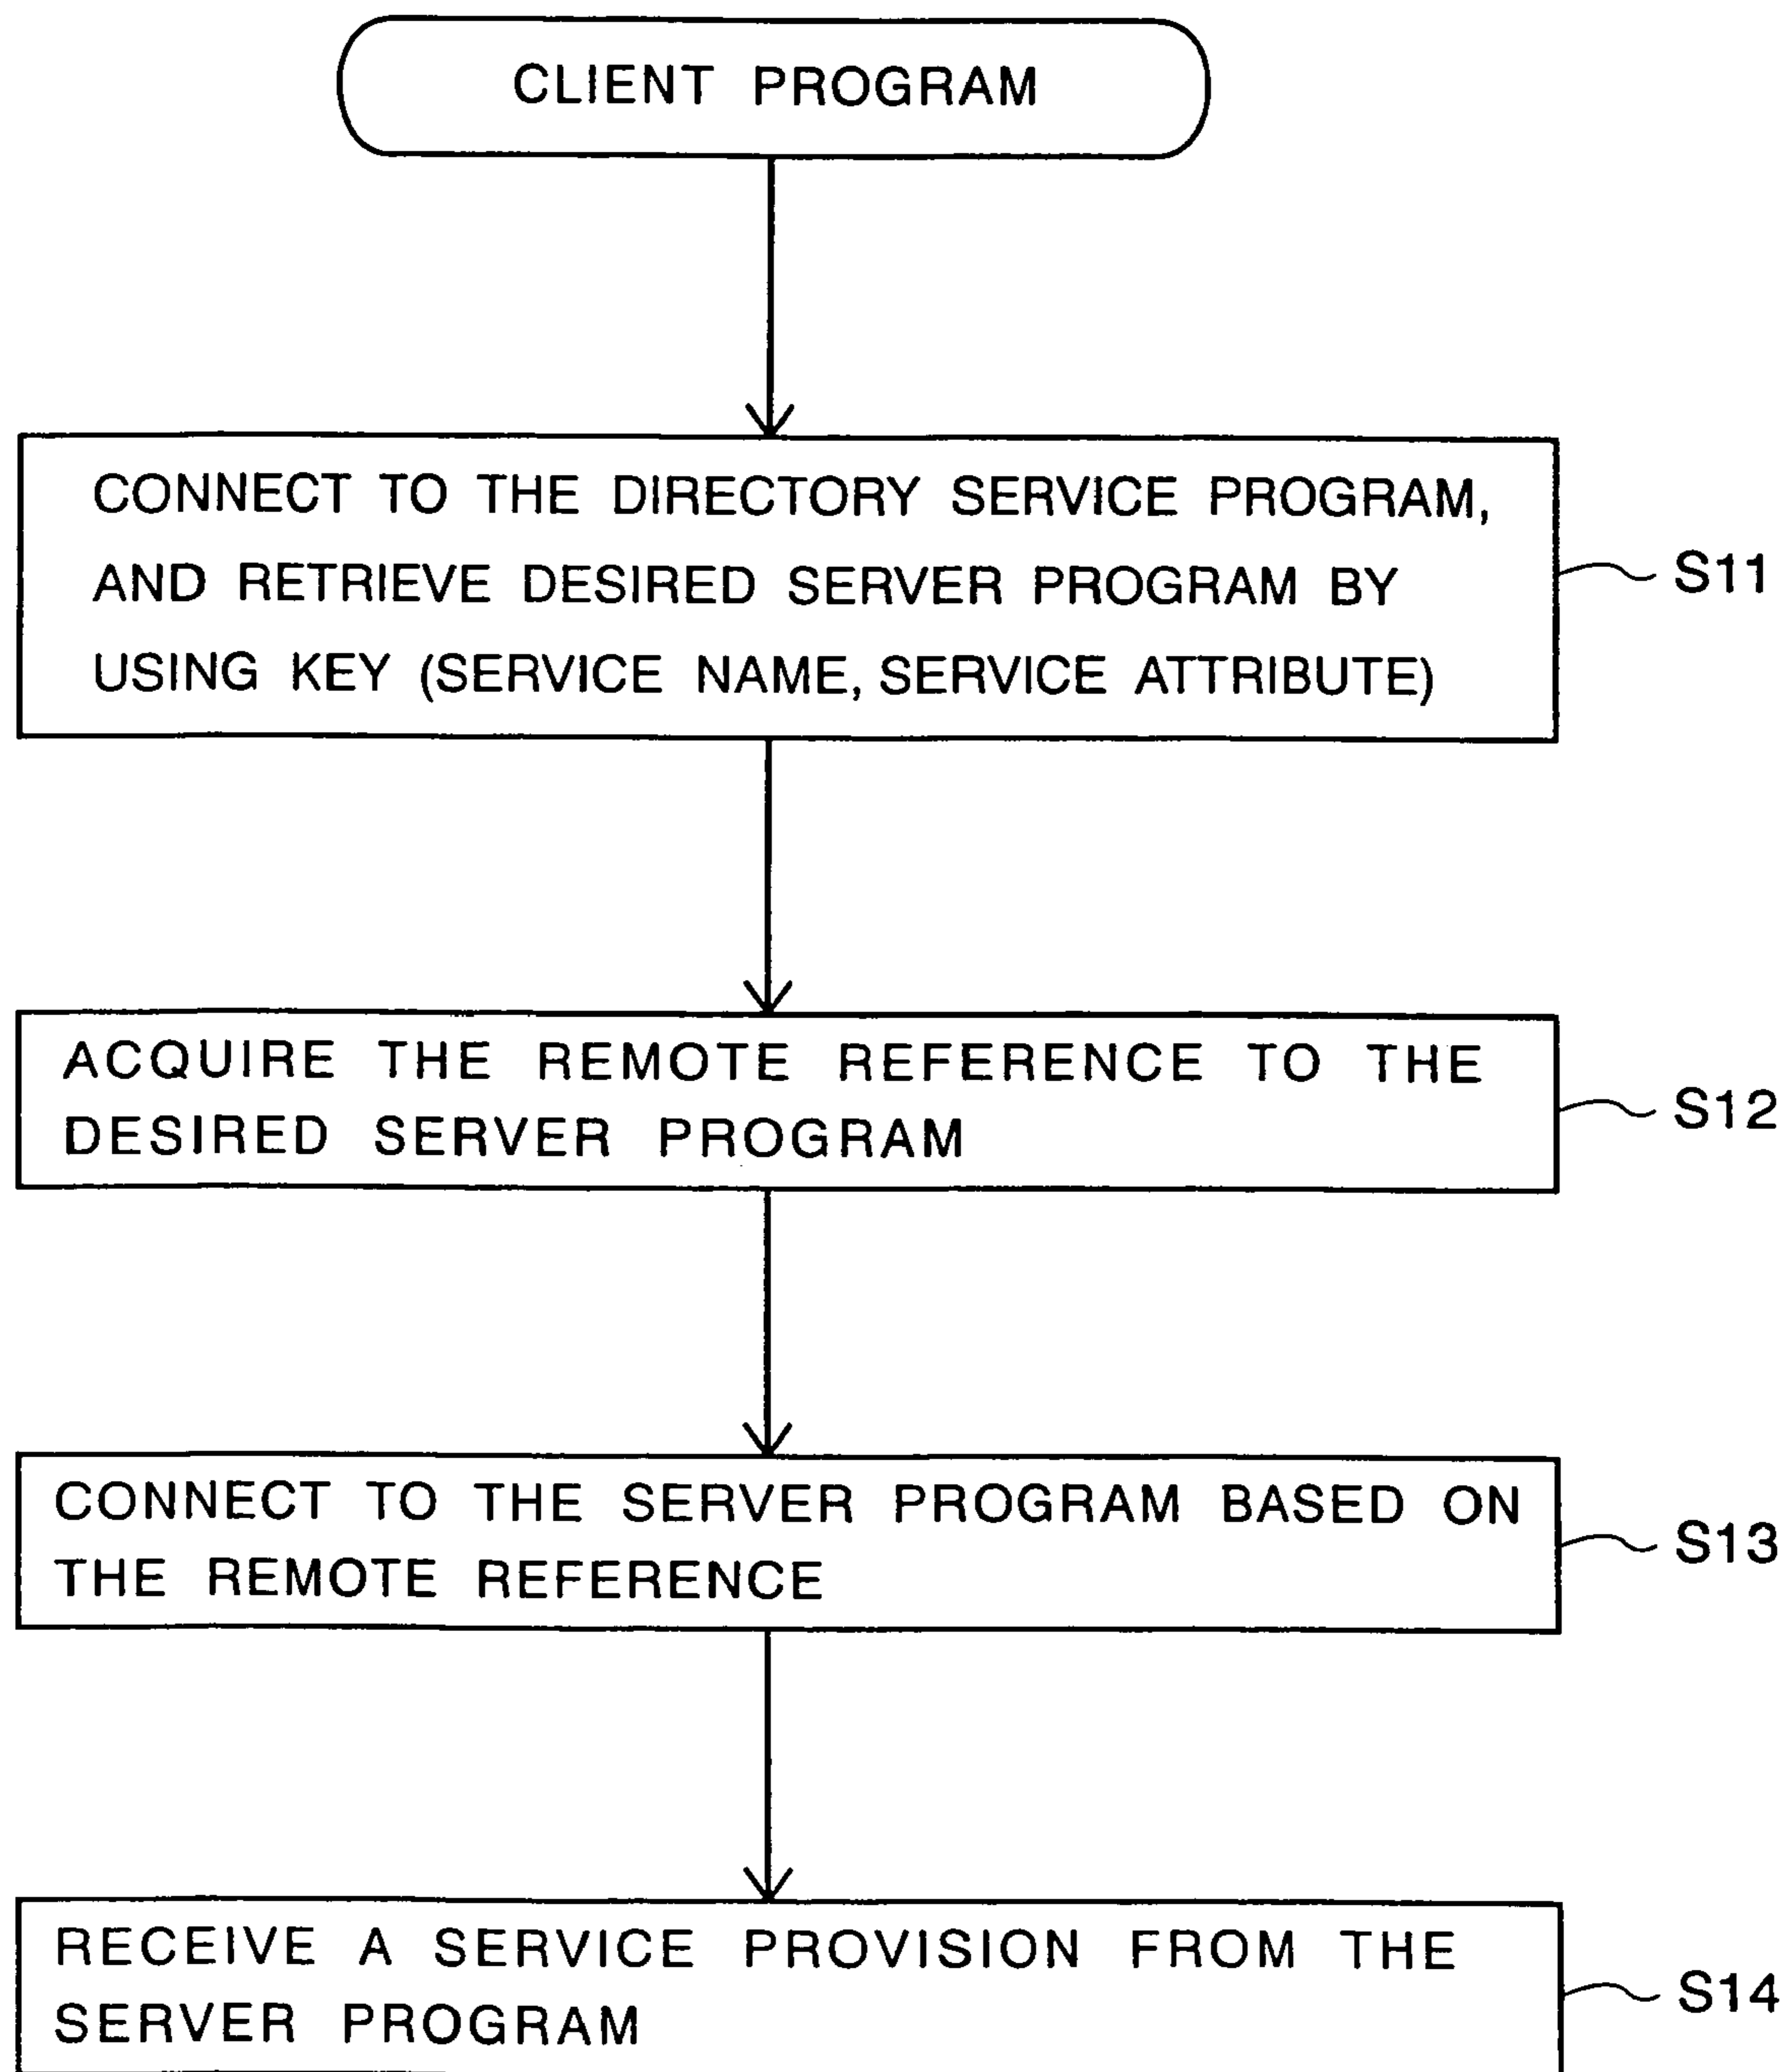 CLIENT PROGRAM
CONNECT TO THE DIRECTORY SERVICE PROGRAM,
AND RETRIEVE DESIRED SERVER PROGRAM BY
USING KEY (SERVICE NAME, SERVICE ATTRIBUTE)
S11
ACQUIRE THE REMOTE REFERENCE TO THE
DESIRED SERVER PROGRAM
S12
CONNECT TO THE SERVER PROGRAM BASED ON
THE REMOTE REFERENCE
S13
RECEIVE A SERVICE PROVISION FROM THE
SERVER PROGRAM
S14